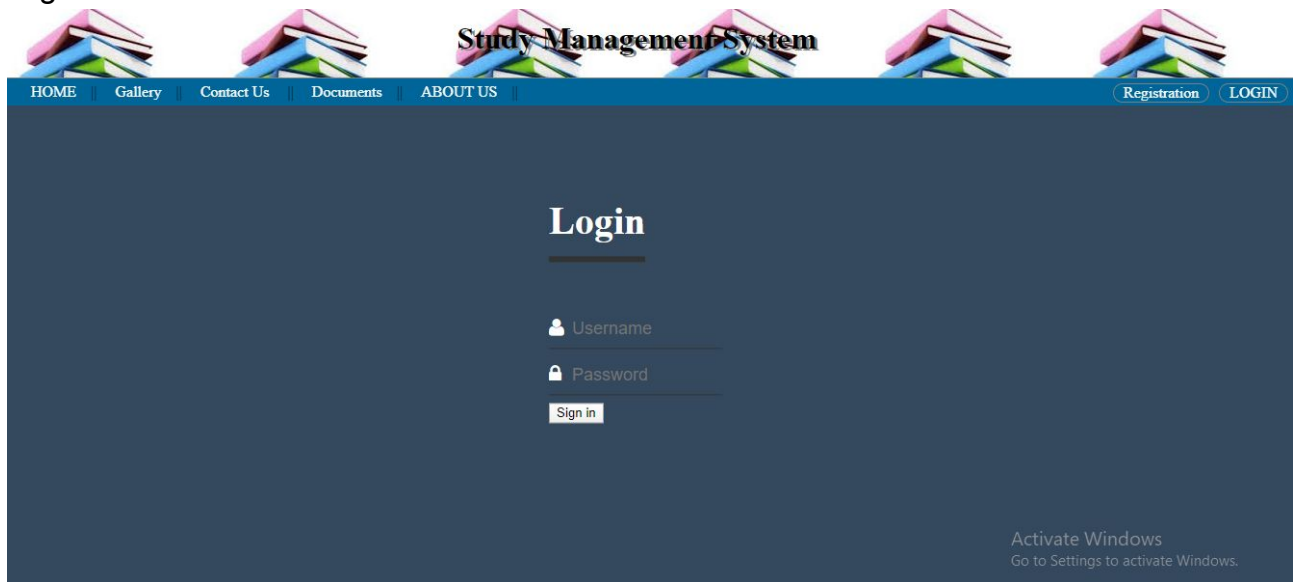 Study Management System
HOME || Gallery || Contact Us || Documents || ABOUT US || Registration LOGIN
Login
Username
Password
Sign in
Activate Windows
Go to Settings to activate Windows.